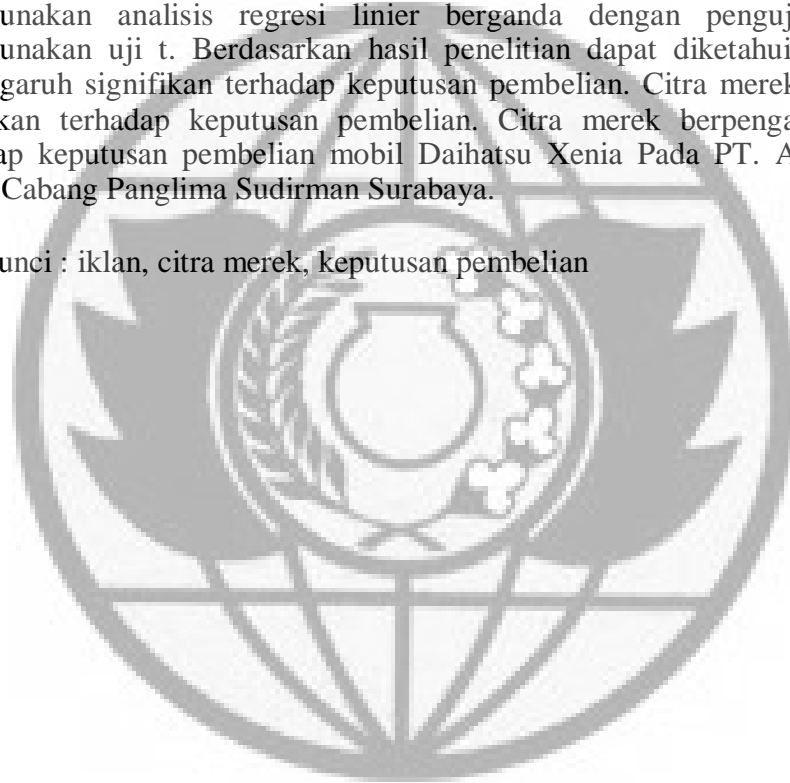 unakan analisis regresi linier berganda dengan penguj
unakan uji t. Berdasarkan hasil penelitian dapat diketahui
garuh signifikan terhadap keputusan pembelian. Citra merek
kan terhadap keputusan pembelian. Citra merek berpenga
ap keputusan pembelian mobil Daihatsu Xenia Pada PT. A
Cabang Panglima Sudirman Surabaya.
unci : iklan, citra merek, keputusan pembelian